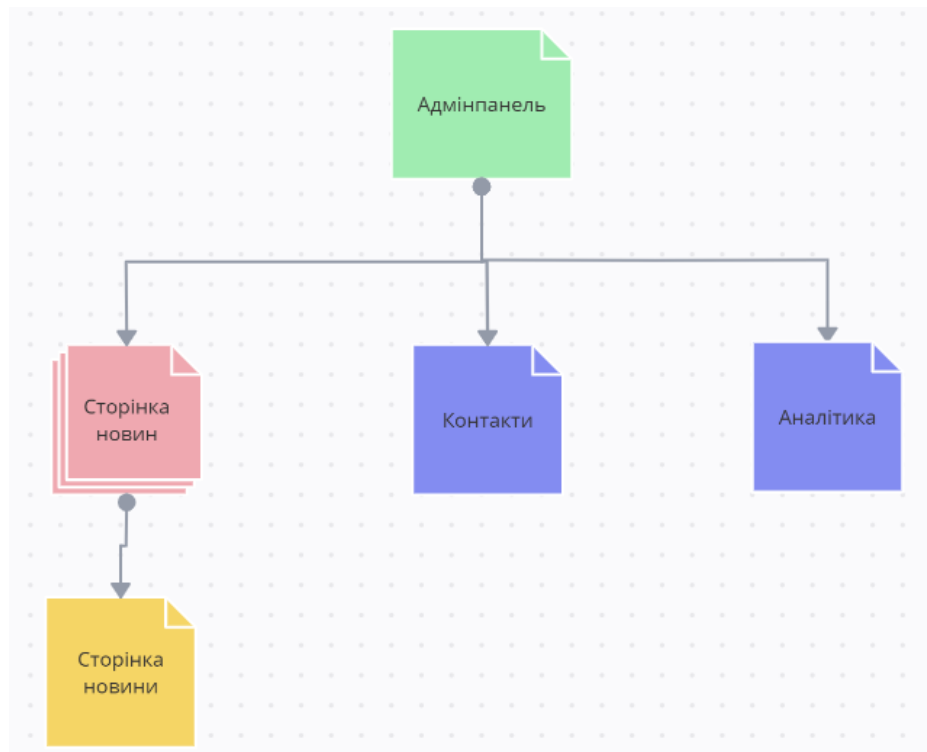 Адмінпанель
Сторінка
новин
Контакти
Аналітика
Сторінка
новини